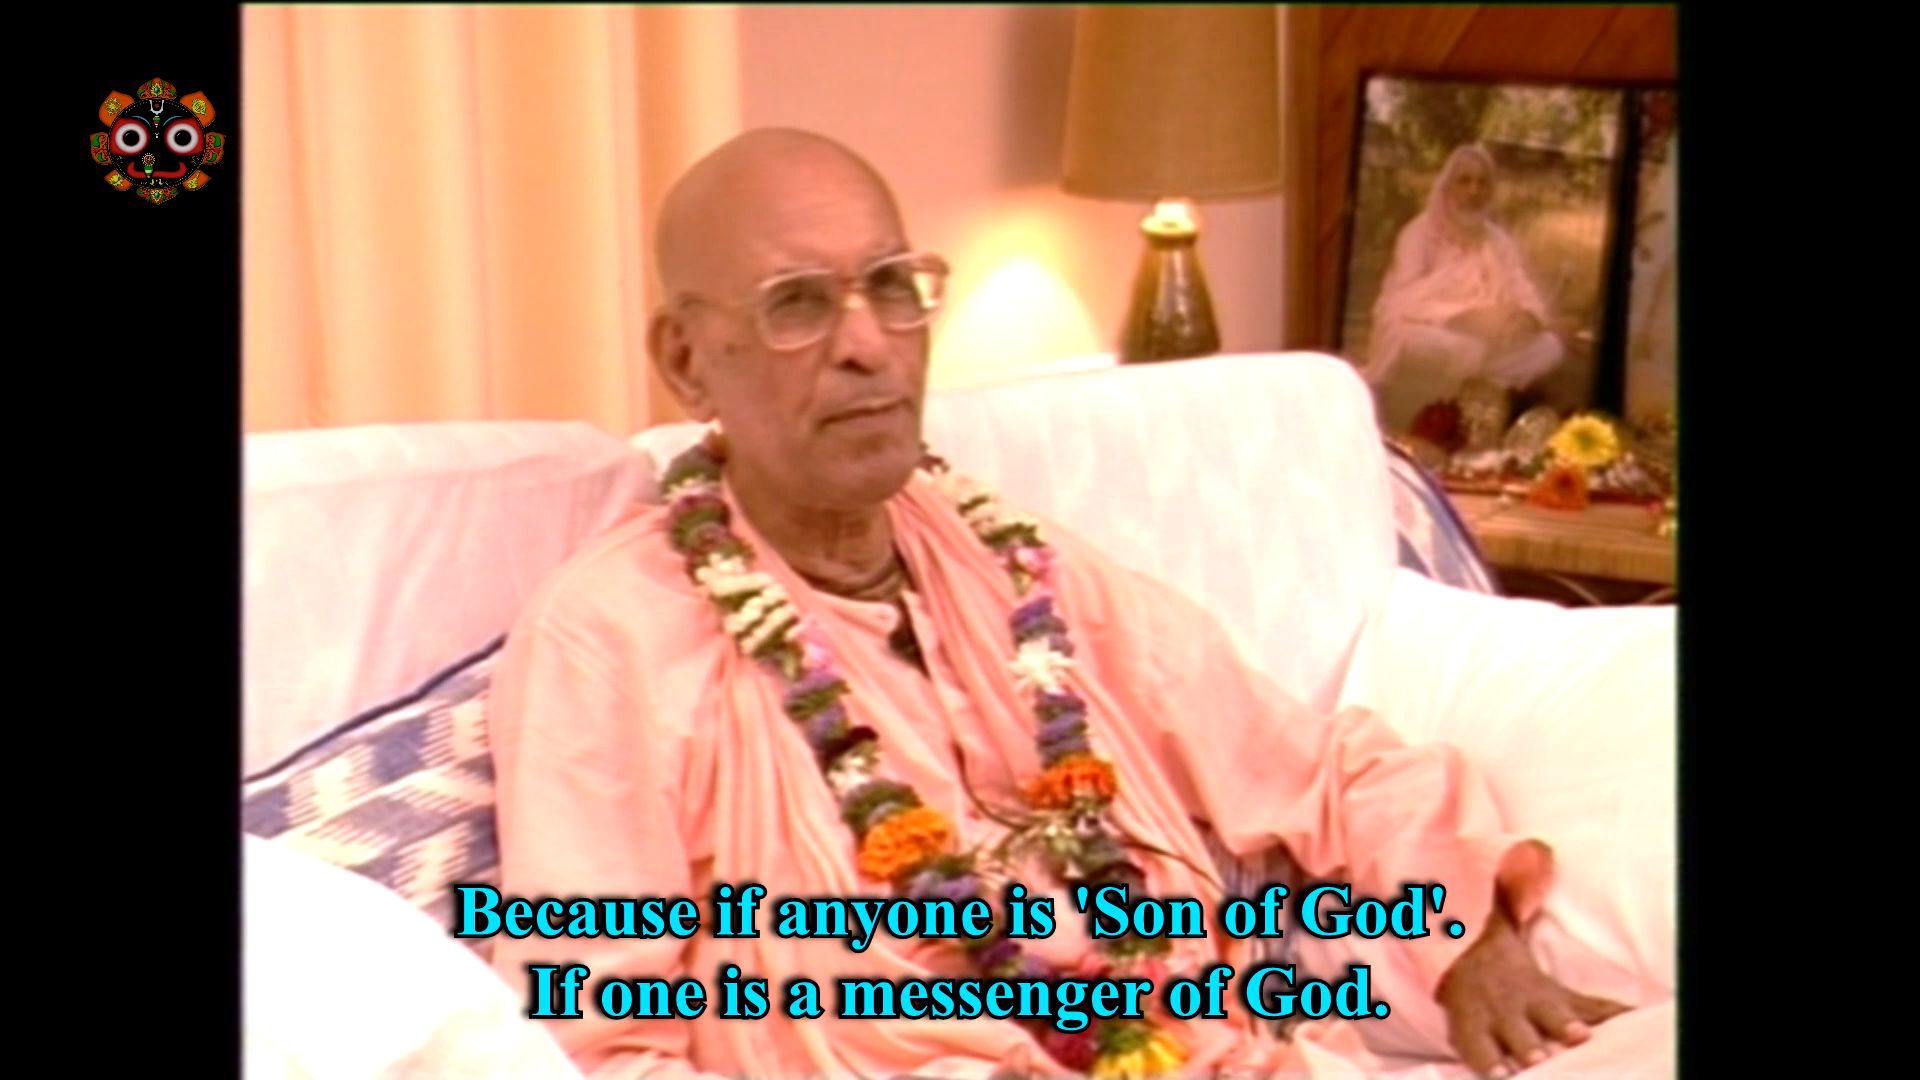 Because if anyone is 'Son of God'.
If one is a messenger of God.